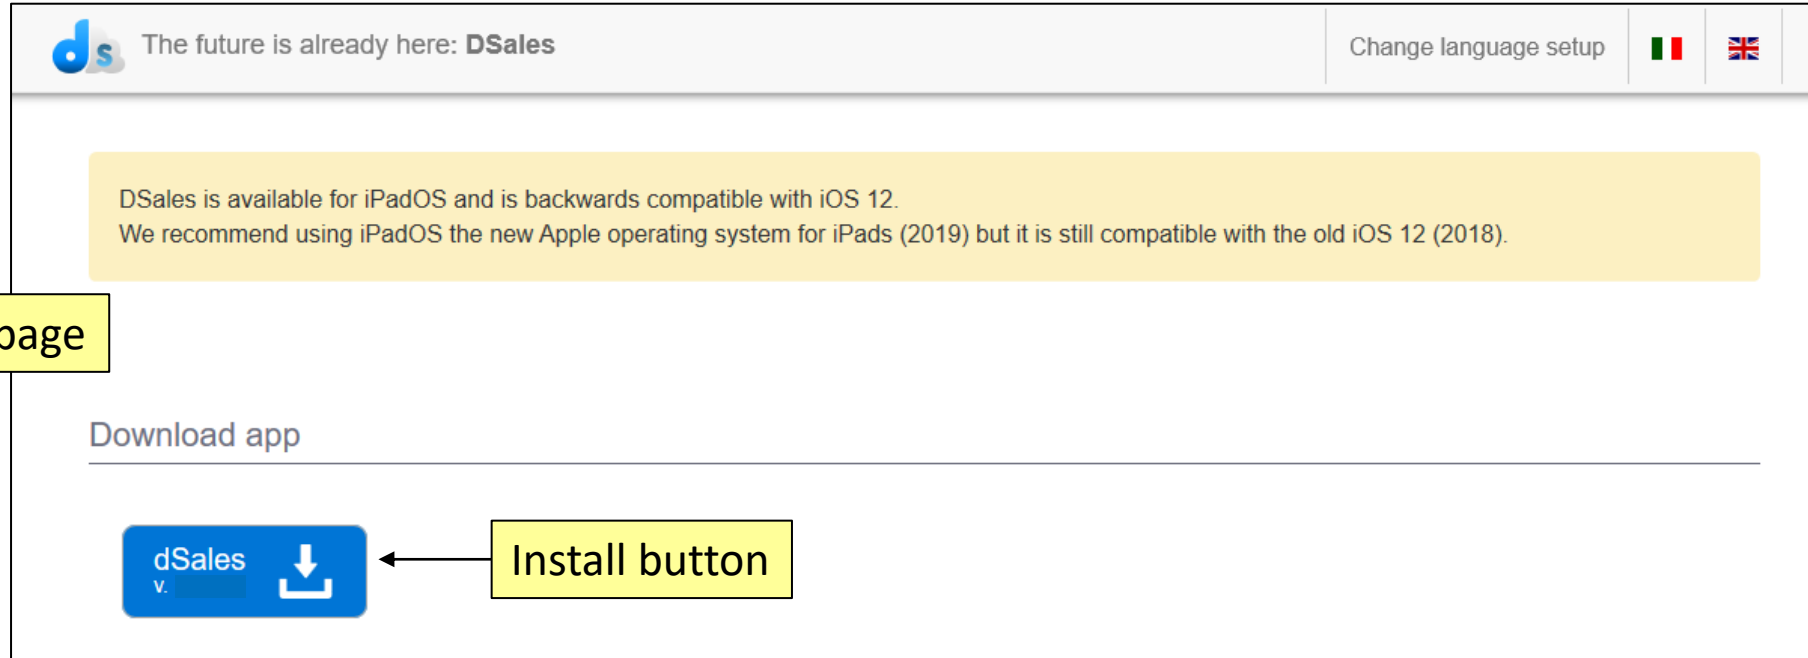 ds The future is already here: DSales Change language setup
DSales is available for iPadOS and is backwards compatible with iOS 12.
We recommend using iPadOS the new Apple operating system for iPads (2019) but it is still compatible with the old iOS 12 (2018).
page
Download app
dSales
v.
Install button